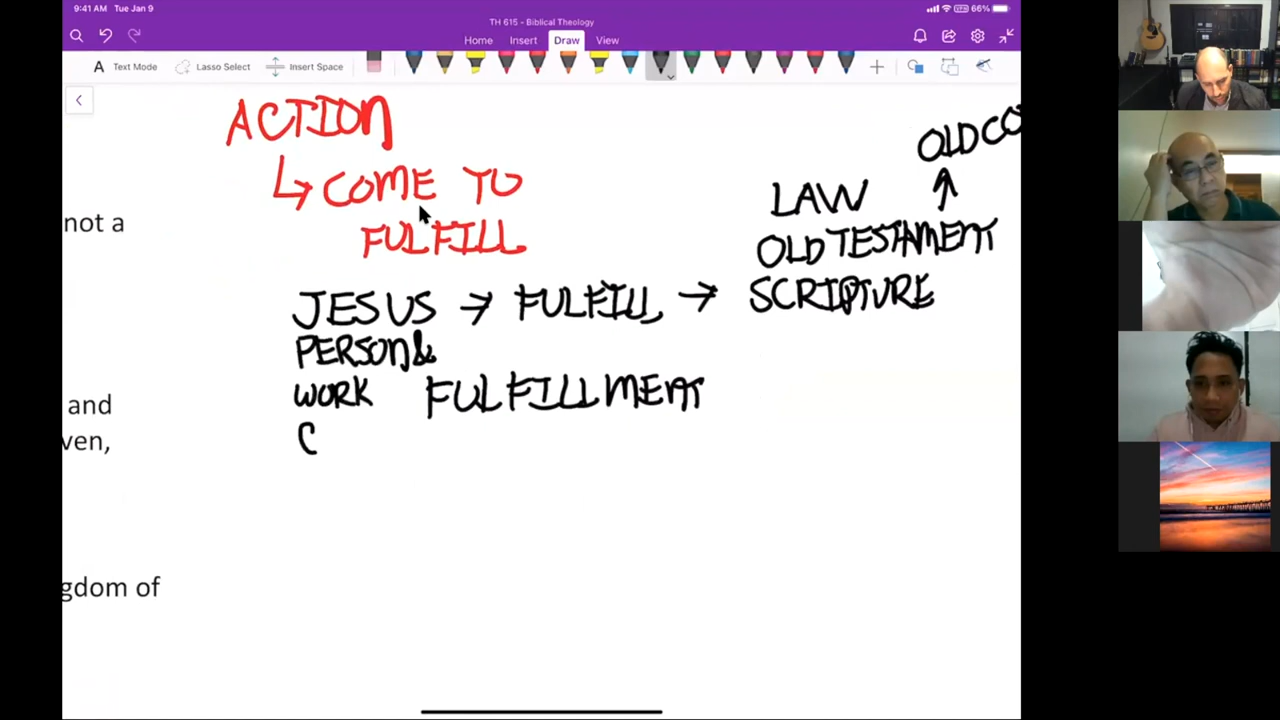 9:41 AM Tue Jan 9
66%
TH 615 - Biblical Theology
Home Insert Draw View
Text Mode Lasso Select Insert Space
ACTION
↳ COME TO
FULFILL
OLD CO
↑
LAW
OLD TESTAMENT
JESUS → FULFILL → SCRIPTURE
PERSON &
WORK FULFILLMENT
C
not a
and
ven,
gdom of